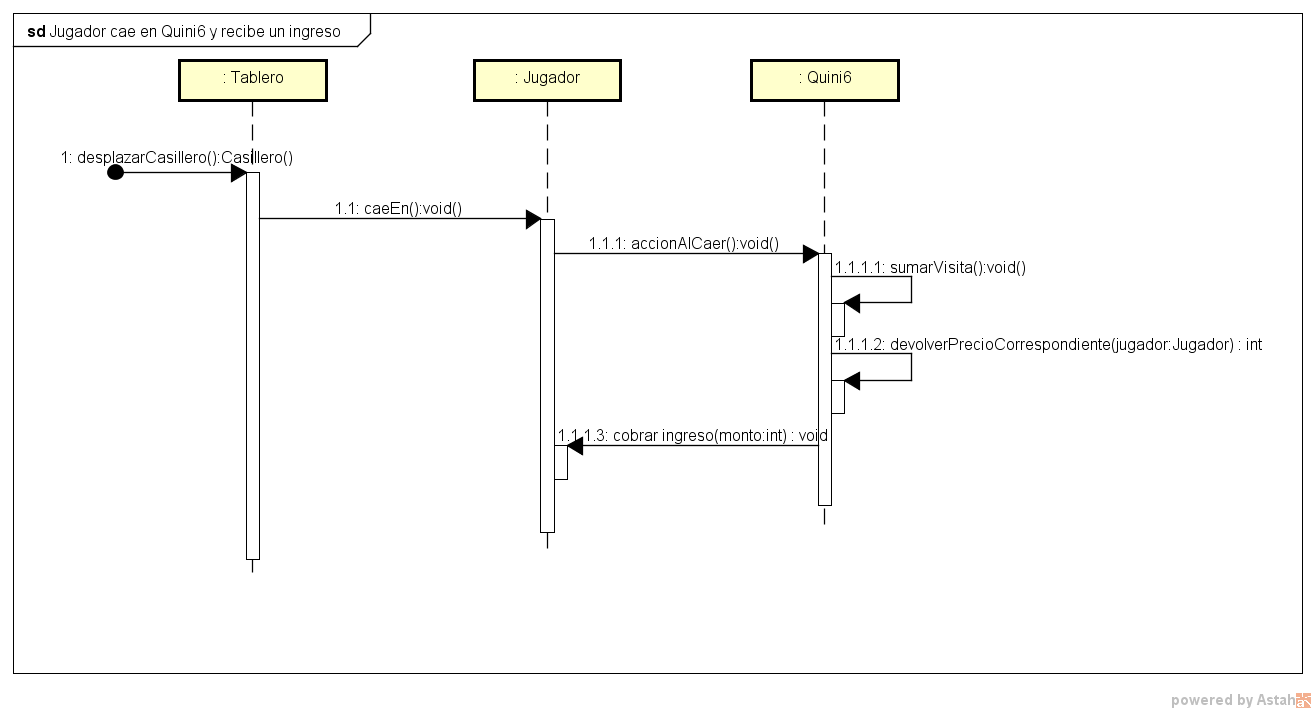 sd Jugador cae en Quini6 y recibe un ingreso
: Tablero
: Jugador
: Quini6
1: desplazarCasillero():Casillero()
1.1: caeEn():void()
1.1.1: accionAlCaer():void()
1.1.1.1: sumarVisita():void()
1.1.1.2: devolverPrecioCorrespondiente(jugador:Jugador) : int
1.1.1.3: cobrar ingreso(monto:int) : void
powered by Astah